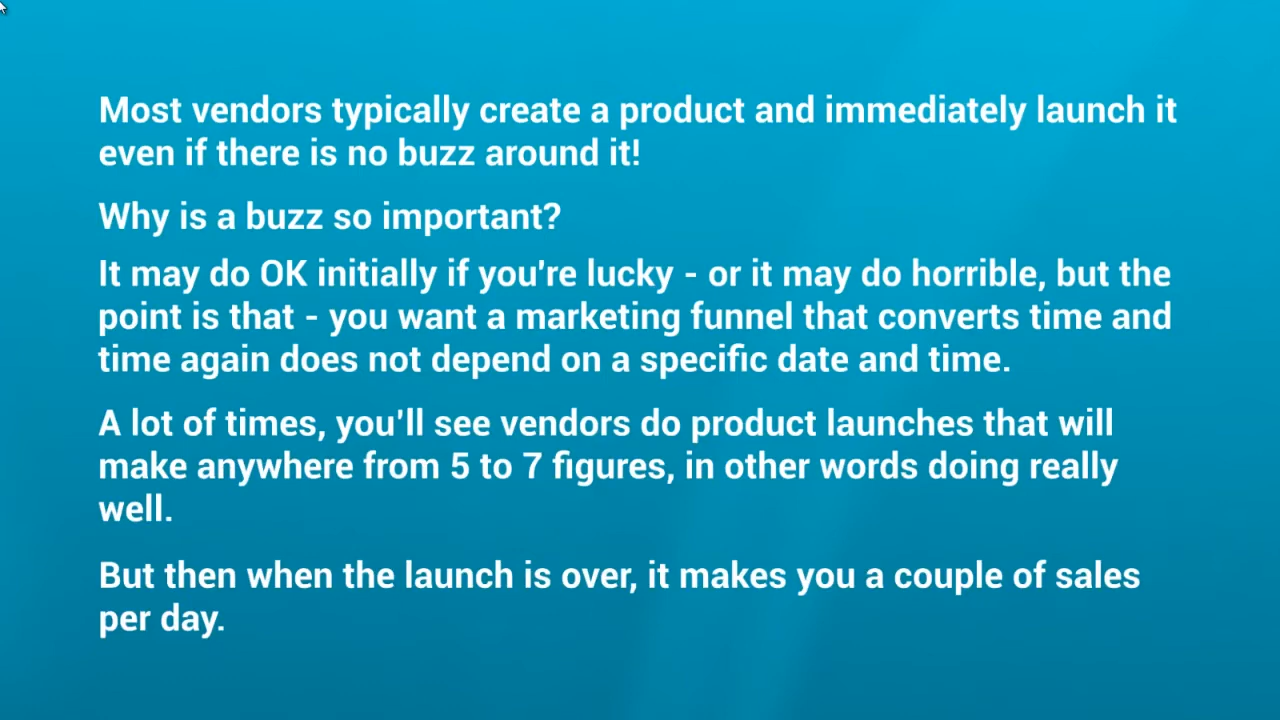 Most vendors typically create a product and immediately launch it
even if there is no buzz around it!
Why is a buzz so important?
It may do OK initially if you're lucky - or it may do horrible, but the
point is that - you want a marketing funnel that converts time and
time again does not depend on a specific date and time.
A lot of times, you'll see vendors do product launches that will
make anywhere from 5 to 7 figures, in other words doing really
well.
But then when the launch is over, it makes you a couple of sales
per day.